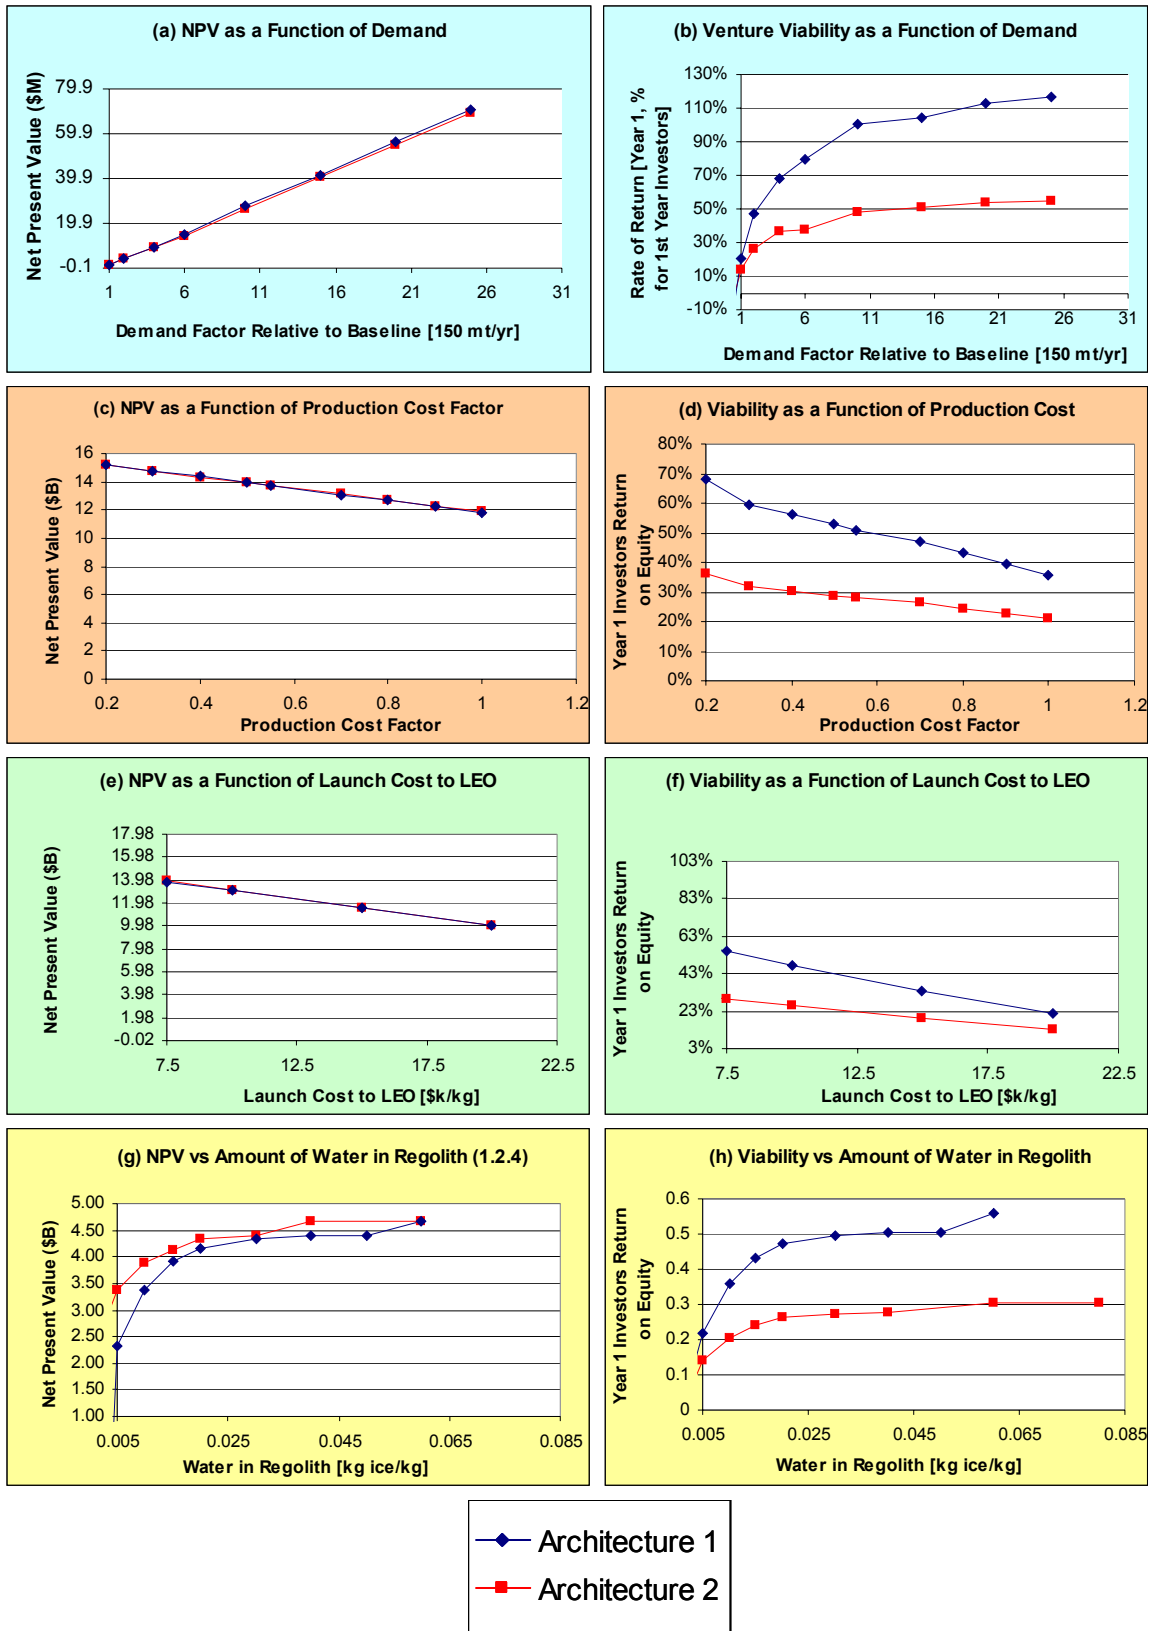 (a) NPV as a Function of Demand
Net Present Value ($M)
79.9
59.9
39.9
19.9
-0.1
1 6 11 16 21 26 31
Demand Factor Relative to Baseline [150 mt/yr]
(b) Venture Viability as a Function of Demand
Rate of Return [Year 1, %
for 1st Year Investors]
130%
110%
90%
70%
50%
30%
10%
-10%
1 6 11 16 21 26 31
Demand Factor Relative to Baseline [150 mt/yr]
(c) NPV as a Function of Production Cost Factor
Net Present Value ($B)
16
14
12
10
8
6
4
2
0
0.2 0.4 0.6 0.8 1 1.2
Production Cost Factor
(d) Viability as a Function of Production Cost
Year 1 Investors Return
on Equity
80%
70%
60%
50%
40%
30%
20%
10%
0%
0.2 0.4 0.6 0.8 1 1.2
Production Cost Factor
(e) NPV as a Function of Launch Cost to LEO
Net Present Value ($B)
17.98
15.98
13.98
11.98
9.98
7.98
5.98
3.98
1.98
-0.02
7.5 12.5 17.5 22.5
Launch Cost to LEO [$k/kg]
(f) Viability as a Function of Launch Cost to LEO
Year 1 Investors Return
on Equity
103%
83%
63%
43%
23%
3%
7.5 12.5 17.5 22.5
Launch Cost to LEO [$k/kg]
(g) NPV vs Amount of Water in Regolith (1.2.4)
Net Present Value ($B)
5.00
4.50
4.00
3.50
3.00
2.50
2.00
1.50
1.00
0.005 0.025 0.045 0.065 0.085
Water in Regolith [kg ice/kg]
(h) Viability vs Amount of Water in Regolith
Year 1 Investors Return
on Equity
0.6
0.5
0.4
0.3
0.2
0.1
0
0.005 0.025 0.045 0.065 0.085
Water in Regolith [kg ice/kg]
Architecture 1
Architecture 2